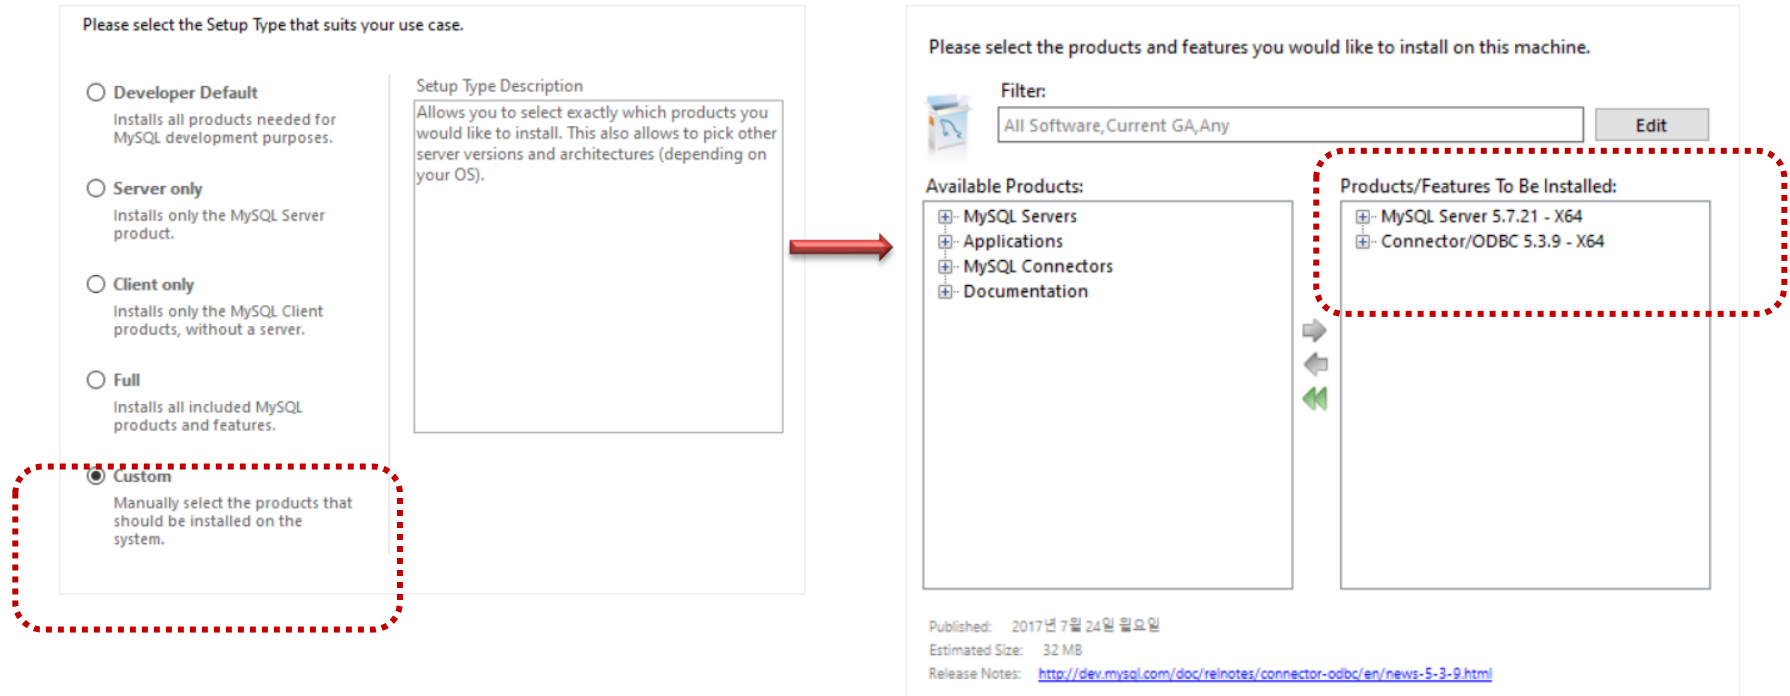 Please select the Setup Type that suits your use case.
Developer Default
Installs all products needed for
MySQL development purposes.
Server only
Installs only the MySQL Server
product.
Client only
Installs only the MySQL Client
products, without a server.
Full
Installs all included MySQL
products and features.
Custom
Manually select the products that
should be installed on the
system.
Setup Type Description
Allows you to select exactly which products you
would like to install. This also allows to pick other
server versions and architectures (depending on
your OS).
Please select the products and features you would like to install on this machine.
Filter:
All Software,Current GA,Any
Edit
Available Products:
MySQL Servers
Applications
MySQL Connectors
Documentation
Products/Features To Be Installed:
MySQL Server 5.7.21 - X64
Connector/ODBC 5.3.9 - X64
Published: 2017년 7월 24일 월요일
Estimated Size: 32 MB
Release Notes: http://dev.mysql.com/doc/relnotes/connector-odbc/en/news-5-3-9.html